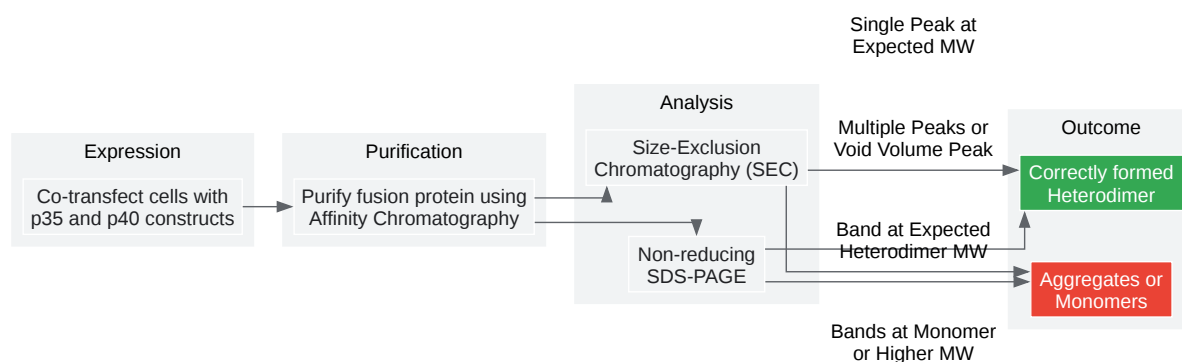 Expression
Co-transfect cells with
p35 and p40 constructs
Purification
Purify fusion protein using
Affinity Chromatography
Analysis
Size-Exclusion
Chromatography (SEC)
Non-reducing
SDS-PAGE
Single Peak at
Expected MW
Multiple Peaks or
Void Volume Peak
Band at Expected
Heterodimer MW
Bands at Monomer
or Higher MW
Outcome
Correctly formed
Heterodimer
Aggregates or
Monomers